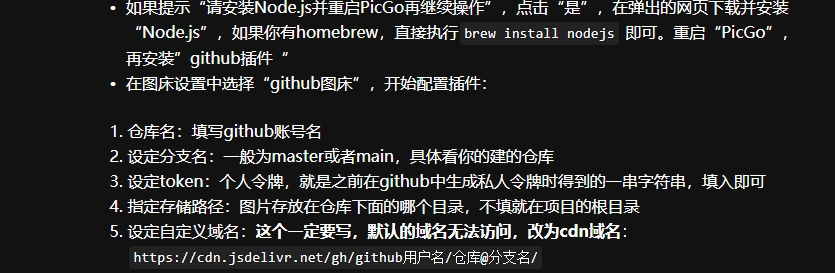 • 如果提示“请安装Node.js并重启PicGo再继续操作”，点击“是”，在弹出的网页下载并安装
“Node.js”，如果你有homebrew，直接执行 brew install nodejs 即可。重启“PicGo”，
再安装”github插件“
• 在图床设置中选择“github图床”，开始配置插件：
1. 仓库名：填写github账号名
2. 设定分支名：一般为master或者main，具体看你的建的仓库
3. 设定token：个人令牌，就是之前在github中生成私人令牌时得到的一串字符串，填入即可
4. 指定存储路径：图片存放在仓库下面的哪个目录，不填就在项目的根目录
5. 设定自定义域名：这个一定要写，默认的域名无法访问，改为cdn域名：
https://cdn.jsdelivr.net/gh/github用户名/仓库@分支名/